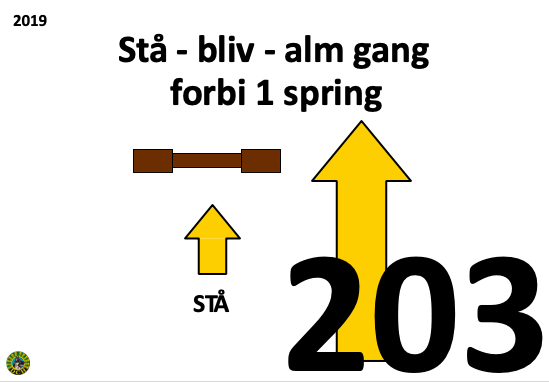 2019
Stå - bliv - alm gang
forbi 1 spring
STÅ
203